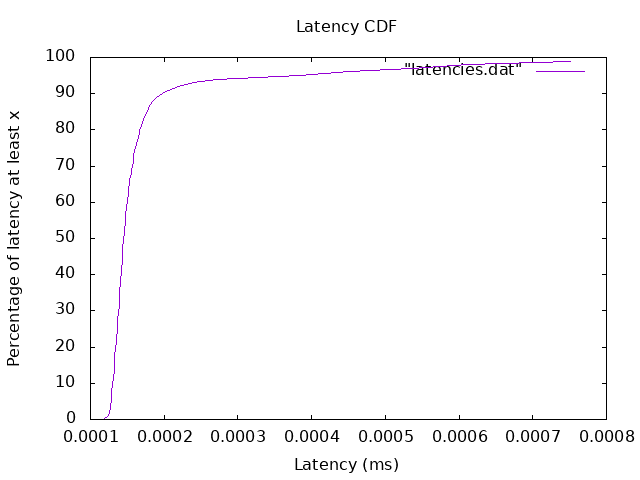 Latency CDF
100
90
80
70
60
50
40
30
20
10
0
Percentage of latency at least x
"latencies.dat"
0.0001 0.0002 0.0003 0.0004 0.0005 0.0006 0.0007 0.0008
Latency (ms)